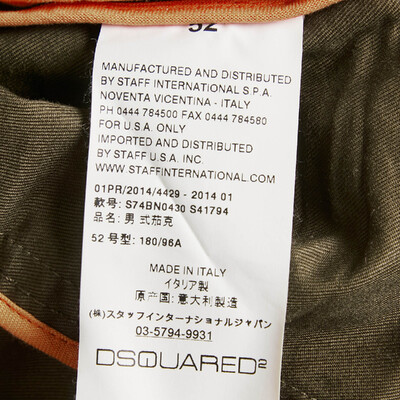 52
MANUFACTURED AND DISTRIBUTED
BY STAFF INTERNATIONAL S.P.A.
NOVENTA VICENTINA - ITALY
PH 0444 784500 FAX 0444 784580
FOR U.S.A. ONLY
IMPORTED AND DISTRIBUTED
BY STAFF U.S.A. INC.
WWW.STAFFINTERNATIONAL.COM
01PR/2014/4429 - 2014 01
款号: S74BN0430 S41794
品名: 男式茄克
52 号型: 180/96A
MADE IN ITALY
イタリア製
原产国:意大利制造
(株)スタッフインターナショナルジャパン
03-5794-9931
DSQUARED²